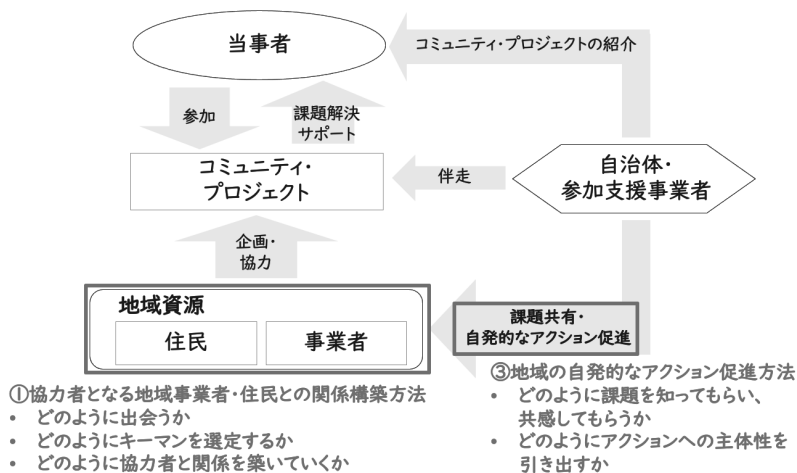 当事者
コミュニティ・プロジェクトの紹介
参加
課題解決
サポート
コミュニティ・
プロジェクト
伴走
自治体・
参加支援事業者
企画・
協力
地域資源
住民
事業者
課題共有・
自発的なアクション促進
①協力者となる地域事業者・住民との関係構築方法
• どのように出会うか
• どのようにキーマンを選定するか
• どのように協力者と関係を築いていくか
③地域の自発的なアクション促進方法
• どのように課題を知ってもらい、
共感してもらうか
• どのようにアクションへの主体性を
引き出すか